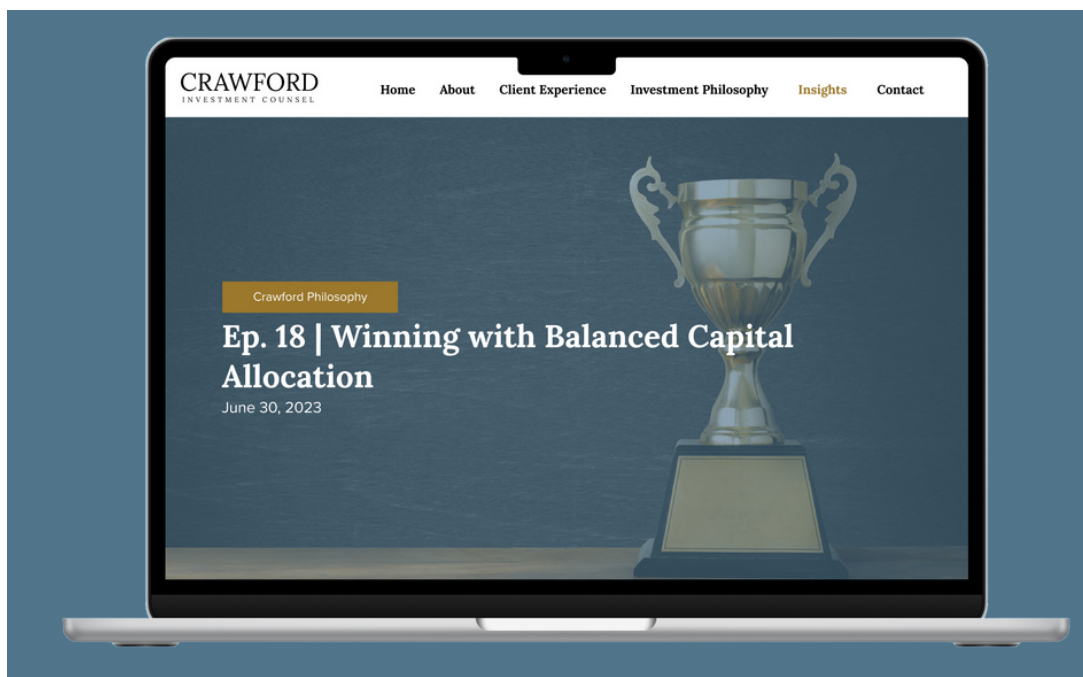 CRAWFORD
INVESTMENT COUNSEL
Home About Client Experience Investment Philosophy Insights Contact
Crawford Philosophy
Ep. 18 | Winning with Balanced Capital
Allocation
June 30, 2023